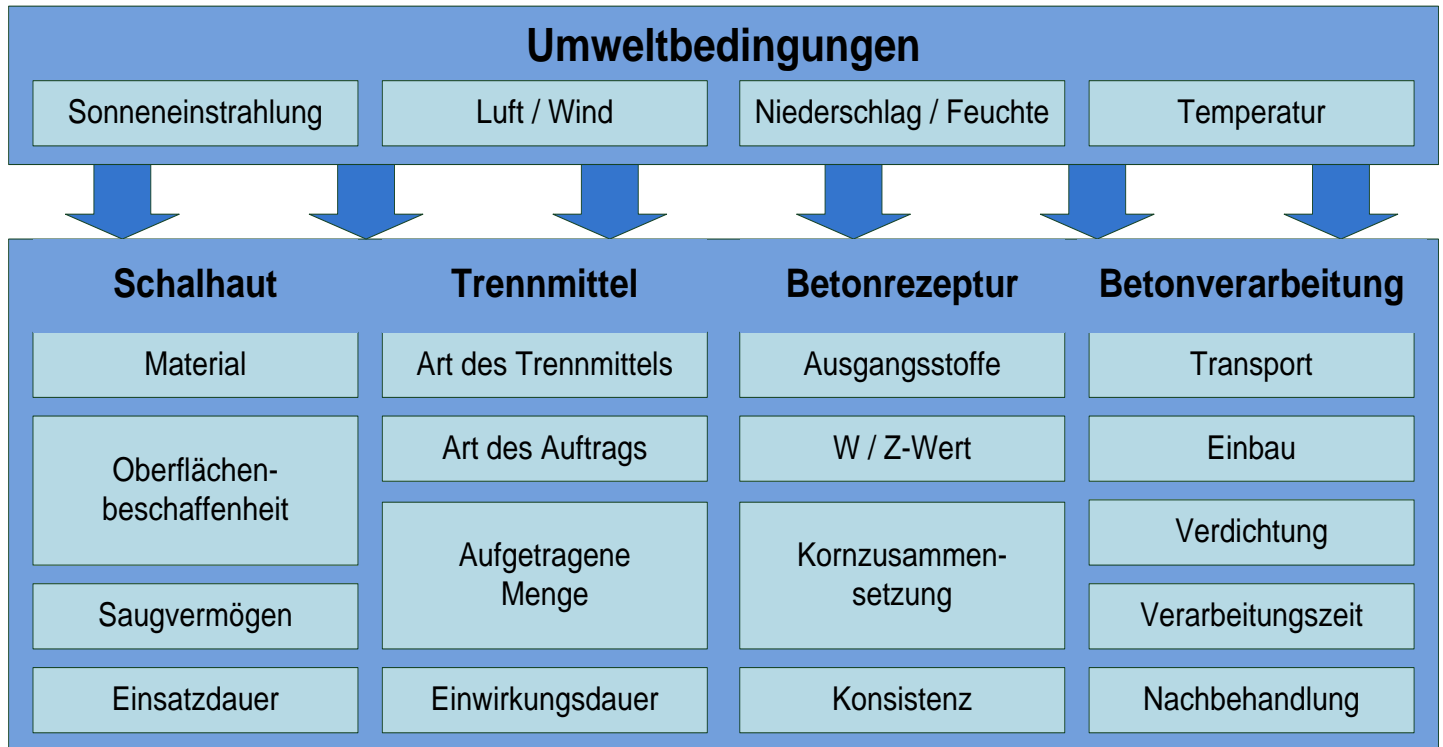 Umweltbedingungen
Sonneneinstrahlung
Luft / Wind
Niederschlag / Feuchte
Temperatur
Schalhaut
Material
Oberflächen-
beschaffenheit
Saugvermögen
Einsatzdauer
Trennmittel
Art des Trennmittels
Art des Auftrags
Aufgetragene
Menge
Einwirkungsdauer
Betonrezeptur
Ausgangsstoffe
W / Z-Wert
Kornzusammen-
setzung
Konsistenz
Betonverarbeitung
Transport
Einbau
Verdichtung
Verarbeitungszeit
Nachbehandlung